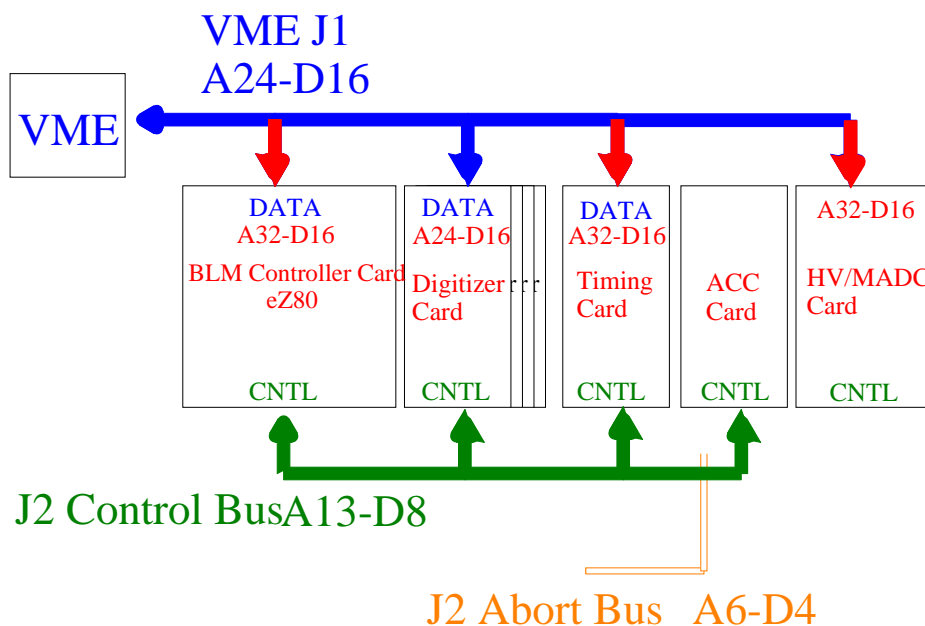 VME J1
A24-D16
VME
DATA
A32-D16
BLM Controller Card
eZ80
CNTL
DATA
A24-D16
Digitizer r r r
Card
CNTL
DATA
A32-D16
Timing
Card
CNTL
ACC
Card
CNTL
A32-D16
HV/MADC
Card
CNTL
J2 Control Bus A13-D8
J2 Abort Bus A6-D4